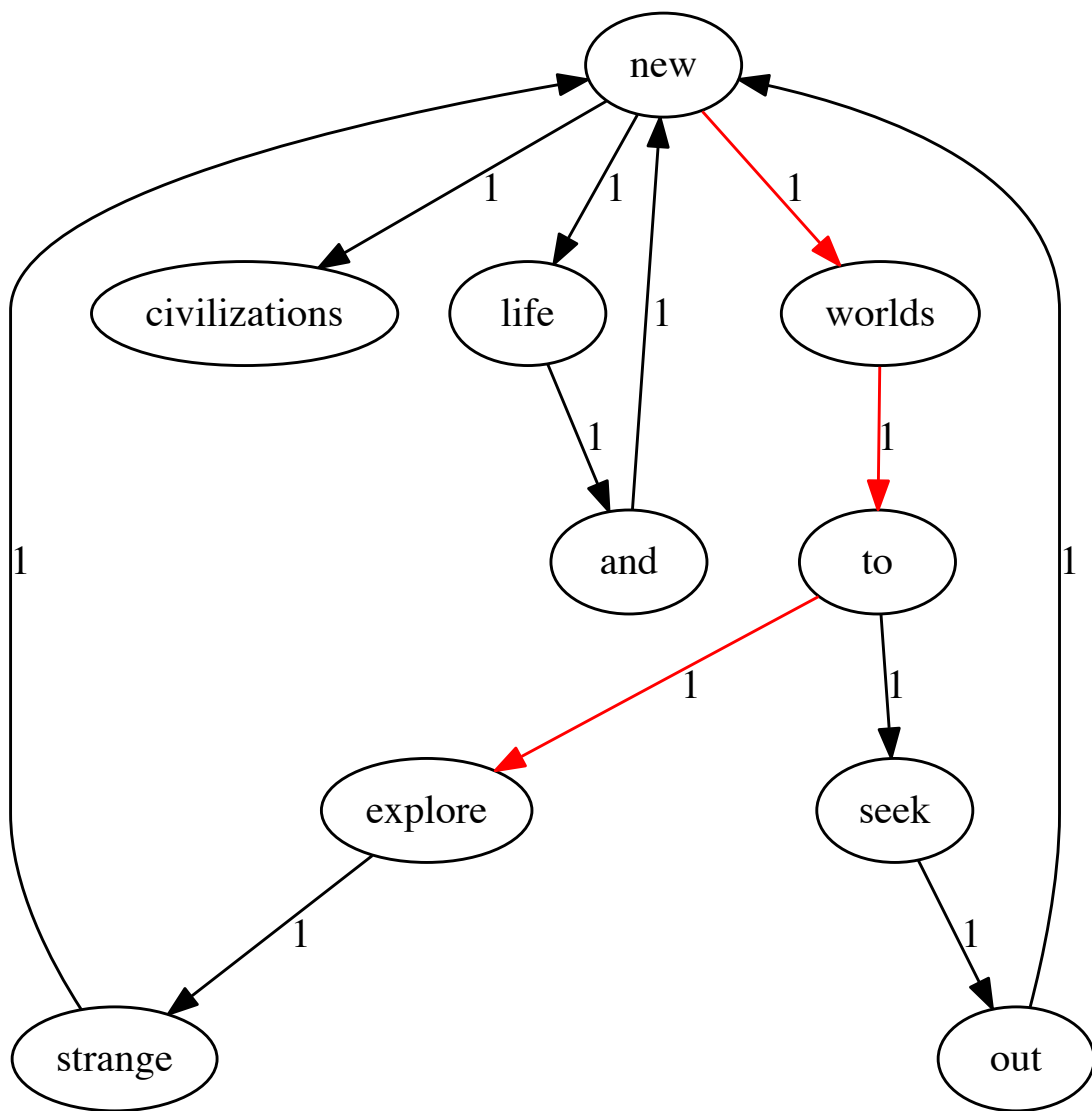 new
1 1 1
civilizations life worlds
1
1 1
1 and to 1
1 1
explore seek
1 1
strange out